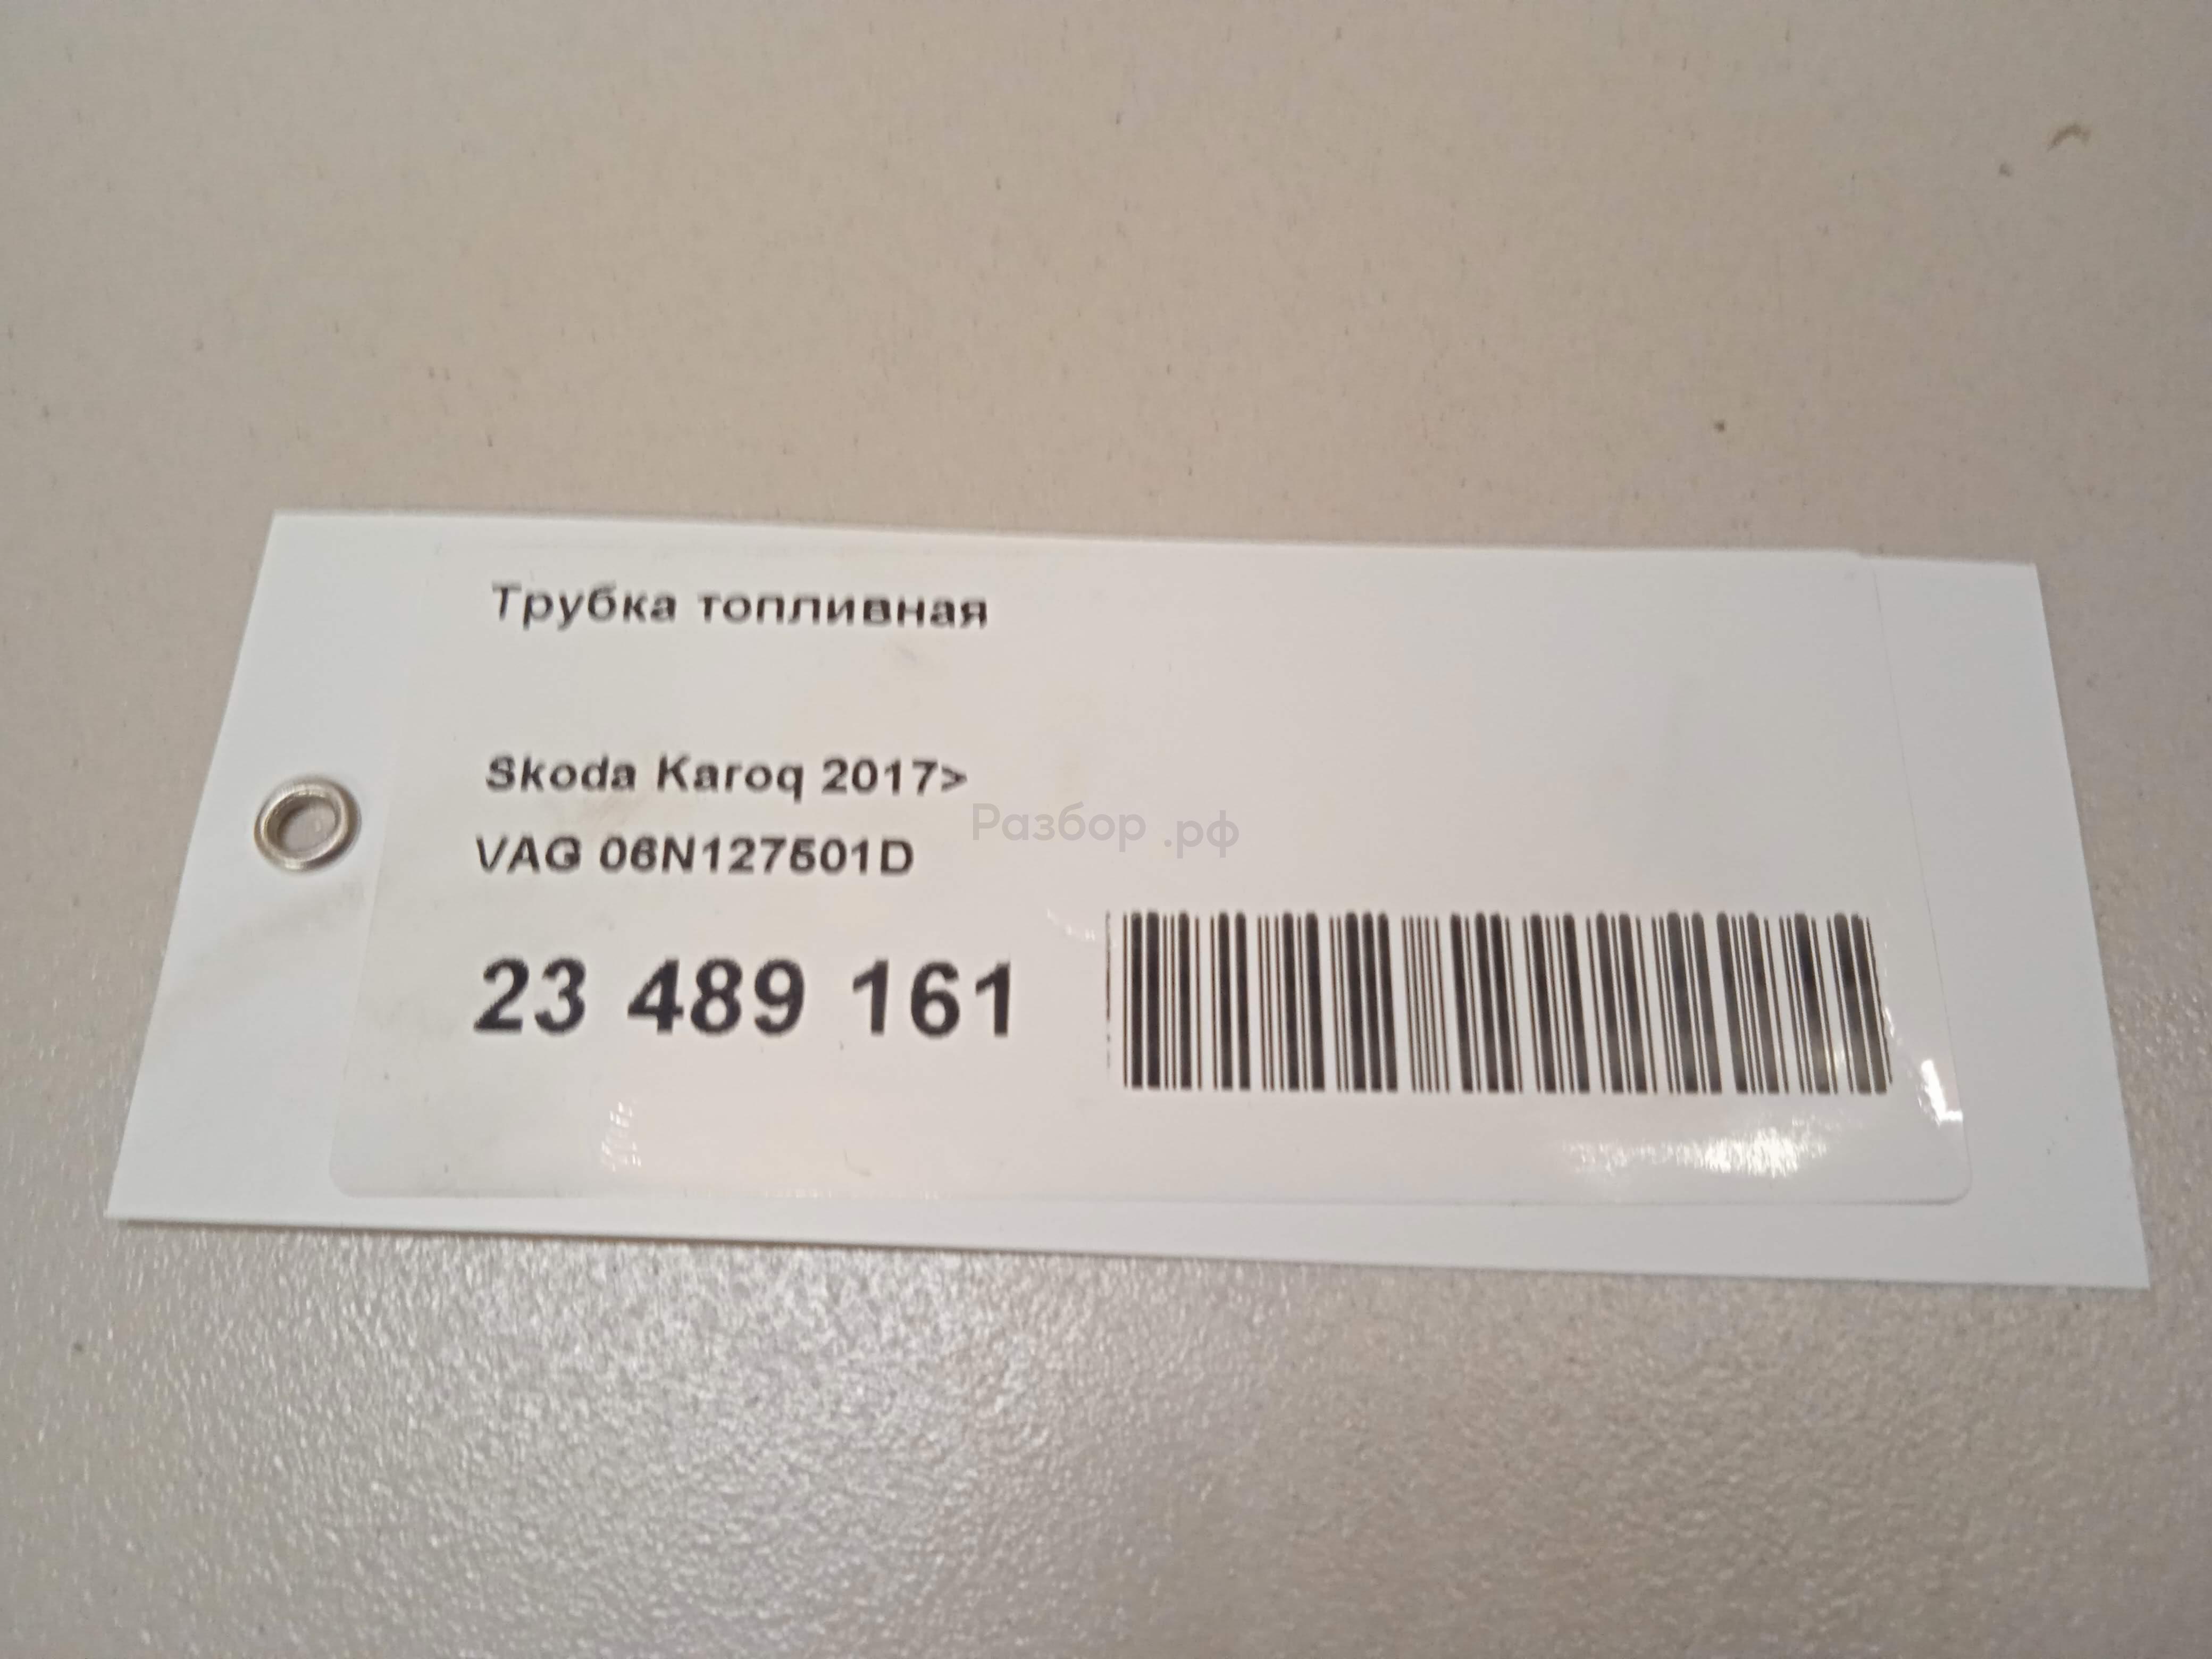 Трубка топливная
Skoda Karoq 2017>
Разбор .рф
VAG 06N127501D
23 489 161